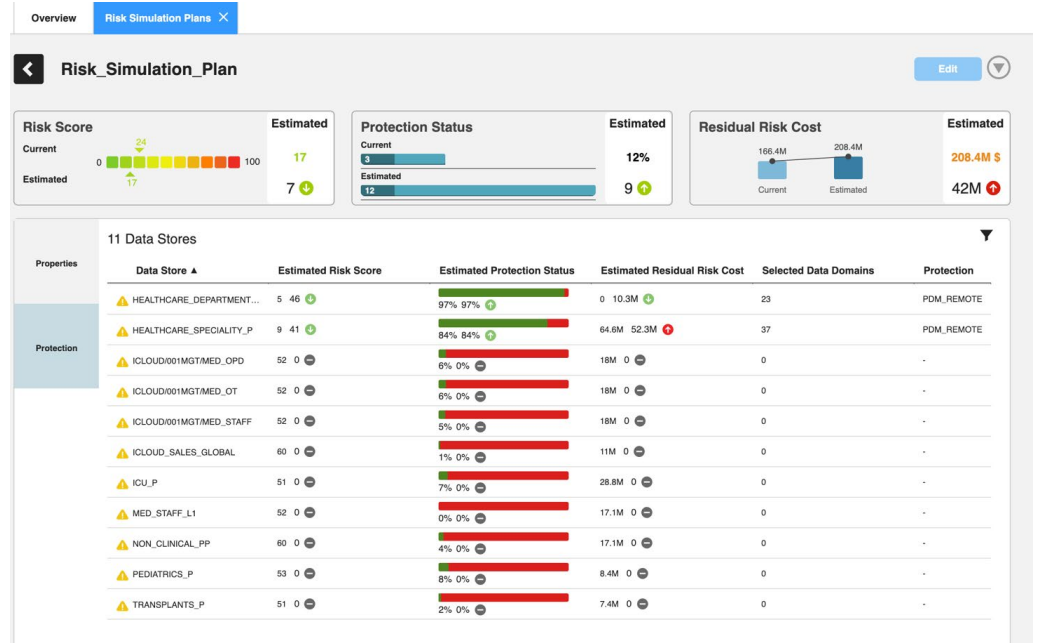 Overview Risk Simulation Plans
Risk_Simulation_Plan
Edit
Risk Score Estimated
Current
24
0 100
17
Estimated
17
7
Protection Status Estimated
Current
3
12%
Estimated
12
9
Residual Risk Cost Estimated
166.4M 208.4M
208.4M $
Current Estimated
42M
Properties
Protection
11 Data Stores
Data Store ▲ Estimated Risk Score Estimated Protection Status Estimated Residual Risk Cost Selected Data Domains Protection
HEALTHCARE_DEPARTMENT... 5 46 97% 97% 0 10.3M 23 PDM_REMOTE
HEALTHCARE_SPECIALITY_P 9 41 84% 84% 64.6M 52.3M 37 PDM_REMOTE
ICLOUD/001MGT/MED_OPD 52 0 6% 0% 18M 0 0 -
ICLOUD/001MGT/MED_OT 52 0 6% 0% 18M 0 0 -
ICLOUD/001MGT/MED_STAFF 52 0 5% 0% 18M 0 0 -
ICLOUD_SALES_GLOBAL 60 0 1% 0% 11M 0 0 -
ICU_P 51 0 7% 0% 28.8M 0 0 -
MED_STAFF_L1 52 0 0% 0% 17.1M 0 0 -
NON_CLINICAL_PP 60 0 4% 0% 17.1M 0 0 -
PEDIATRICS_P 53 0 8% 0% 8.4M 0 0 -
TRANSPLANTS_P 51 0 2% 0% 7.4M 0 0 -